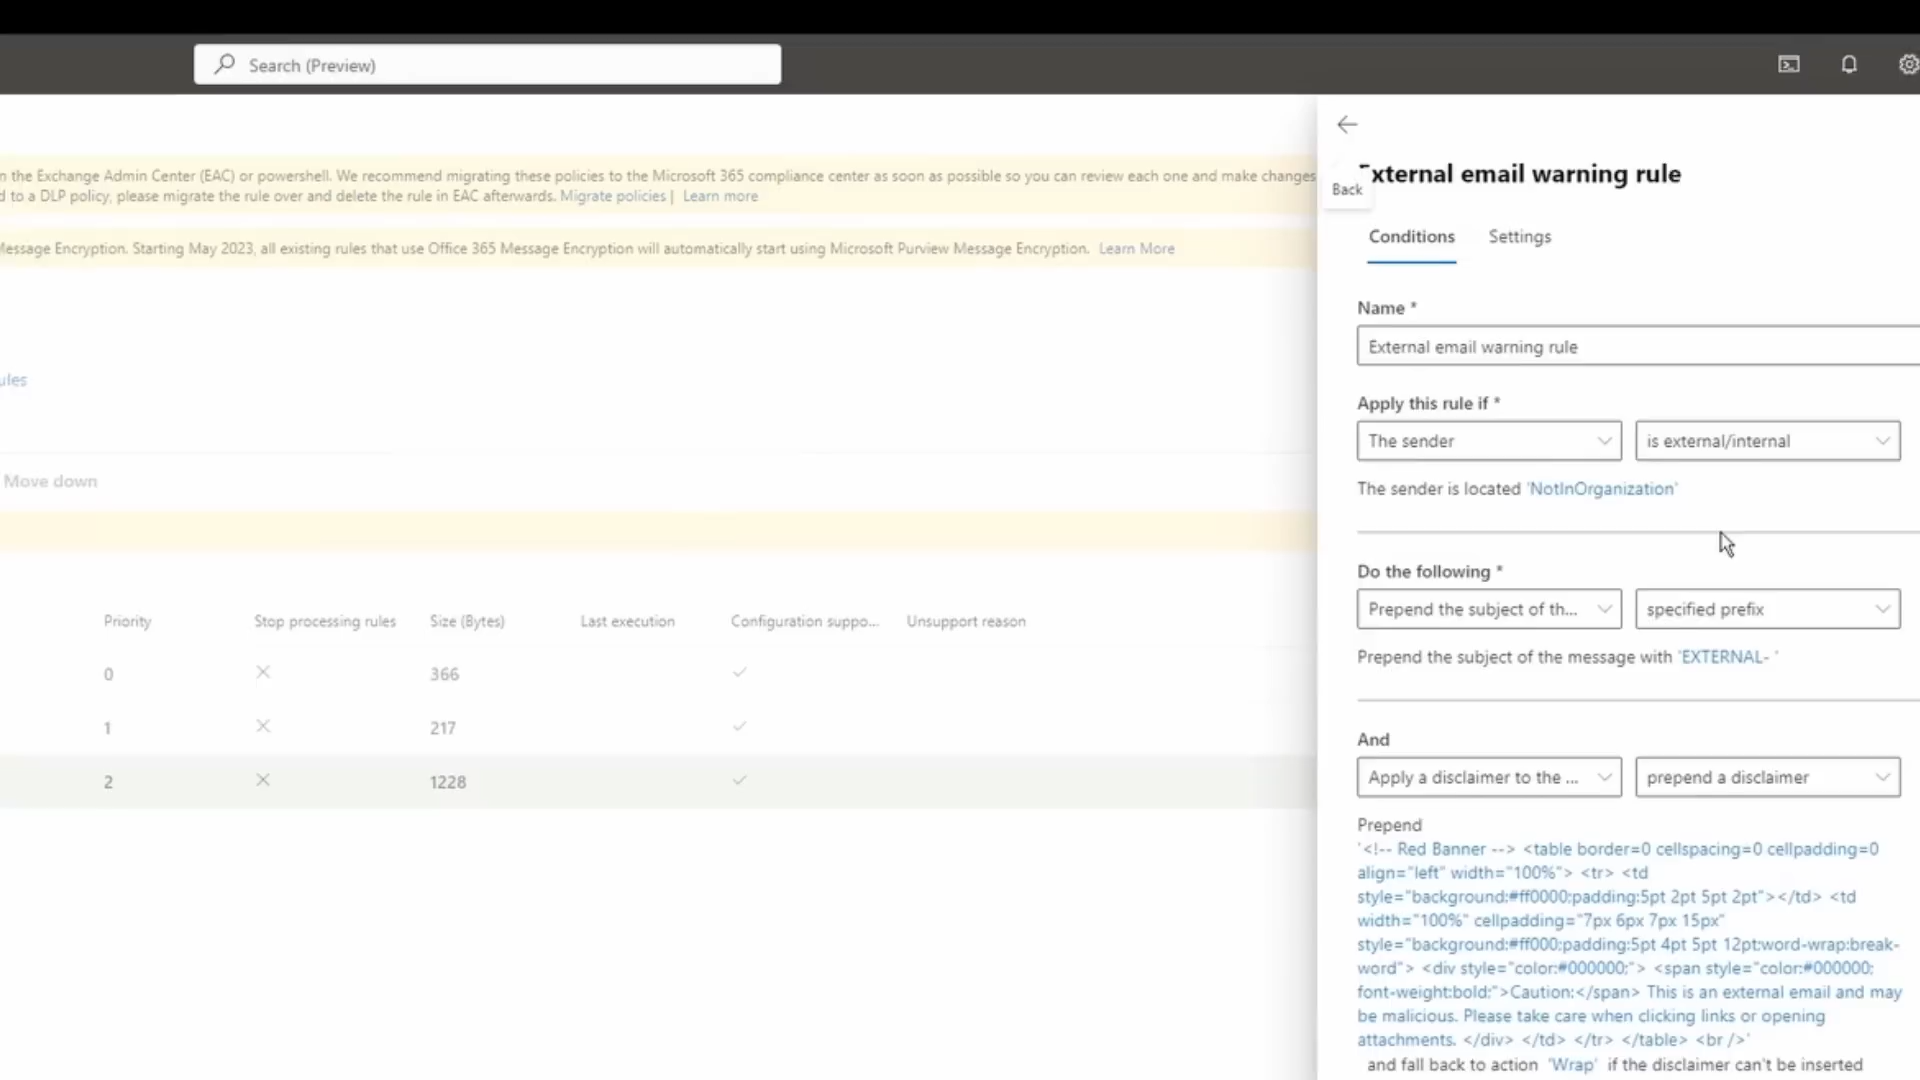 Search (Preview)
n the Exchange Admin Center (EAC) or powershell. We recommend migrating these policies to the Microsoft 365 compliance center as soon as possible so you can review each one and make changes
d to a DLP policy, please migrate the rule over and delete the rule in EAC afterwards. Migrate policies | Learn more
Message Encryption. Starting May 2023, all existing rules that use Office 365 Message Encryption will automatically start using Microsoft Purview Message Encryption. Learn More
ules
Move down
Priority Stop processing rules Size (Bytes) Last execution Configuration suppo... Unsupport reason
0 366
1 217
2 1228
External email warning rule
Back
Conditions Settings
Name *
External email warning rule
Apply this rule if *
The sender is external/internal
The sender is located 'NotInOrganization'
Do the following *
Prepend the subject of th... specified prefix
Prepend the subject of the message with 'EXTERNAL- '
And
Apply a disclaimer to the ... prepend a disclaimer
Prepend
'<!-- Red Banner --> <table border=0 cellspacing=0 cellpadding=0
align="left" width="100%"> <tr> <td
style="background:#ff0000;padding:5pt 2pt 5pt 2pt"></td> <td
width="100%" cellpadding="7px 6px 7px 15px"
style="background:#ff000;padding:5pt 4pt 5pt 12pt;word-wrap:break-
word"> <div style="color:#000000;"> <span style="color:#000000;
font-weight:bold;">Caution:</span> This is an external email and may
be malicious. Please take care when clicking links or opening
attachments. </div> </td> </tr> </table> <br />'
and fall back to action 'Wrap' if the disclaimer can't be inserted